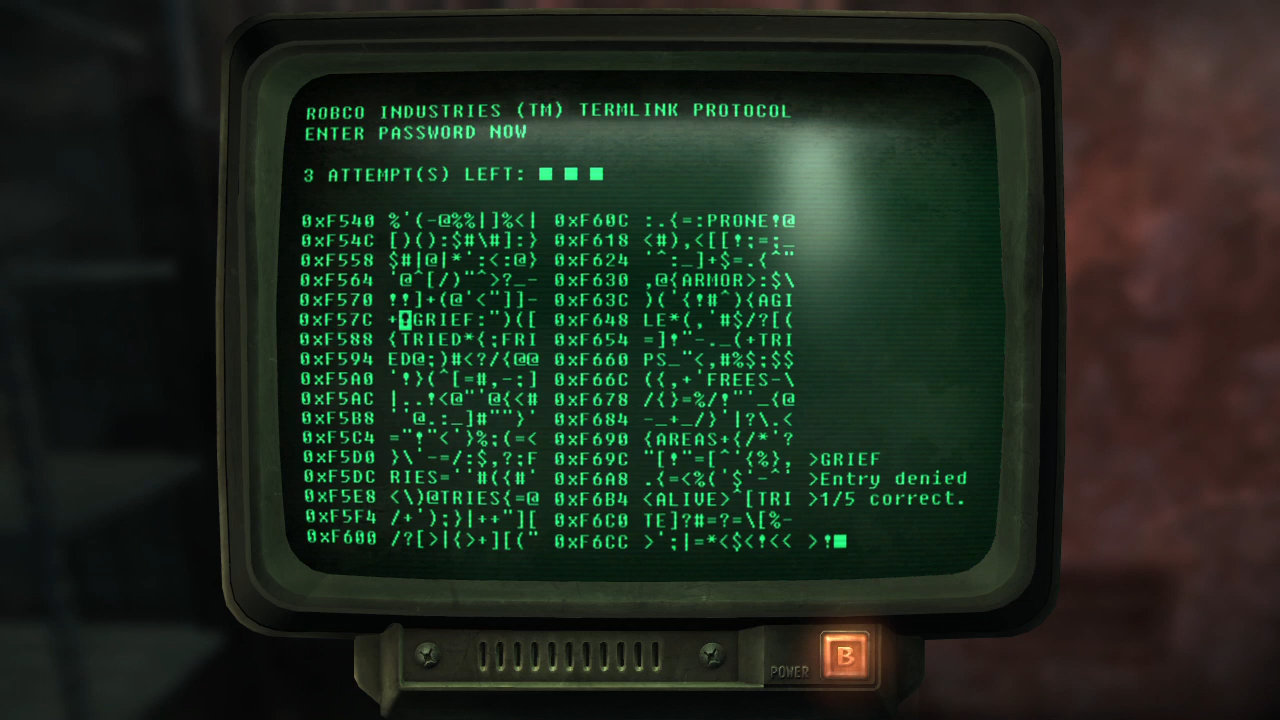 ROBCO INDUSTRIES (TM) TERMLINK PROTOCOL
ENTER PASSWORD NOW
3 ATTEMPT(S) LEFT: ■ ■ ■
0xF540 %'(-@%%|]%<| 0xF60C :.{=:PRONE!@
0xF54C [)():$#\#]:} 0xF618 <#),<[[!;=;_
0xF558 $#|@|*':<:@} 0xF624 '^:_]+$=.{^"
0xF564 '@^[/)"^>?_- 0xF630 ,@{ARMOR>:$\
0xF570 !!]+(@'<"]]- 0xF63C )('{!#^){AGI
0xF57C +!GRIEF:")([ 0xF648 LE*(,'#$/?[(
0xF588 {TRIED*{;FRI 0xF654 =]!"-._(+TRI
0xF594 ED@;)#<?/{@@ 0xF660 PS_"<,#%$;$$
0xF5A0 '!}(^[=#,-;] 0xF66C ({,+'FREES-\
0xF5AC |..!<@"'@{<# 0xF678 /{}=%/!"'_{@
0xF5B8 ''@.:_]#""}' 0xF684 -_+_/}'|?\.<
0xF5C4 ="!"<'}%;(=< 0xF690 {AREAS+{/*'?
0xF5D0 }\'-=/:$,?;F 0xF69C "[!"=[^'{%}, >GRIEF
0xF5DC RIES=''#({#' 0xF6A8 .{=<%('$'-^' >Entry denied
0xF5E8 <\)@TRIES{=@ 0xF6B4 <ALIVE>^[TRI >1/5 correct.
0xF5F4 /+');}|++"][ 0xF6C0 TE]?#=?=\[%-
0xF600 /?[>|{>+][(" 0xF6CC >';|=*<$<!<< >!■
POWER
B